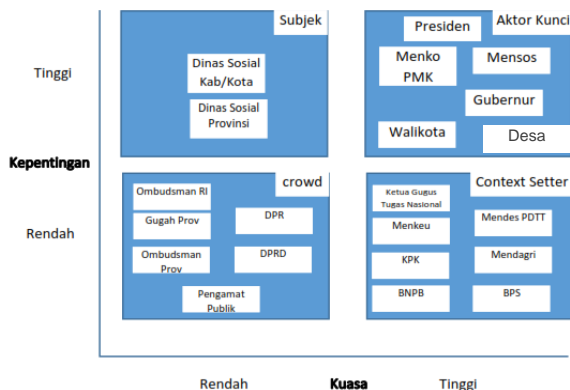 Subjek
Aktor Kunci
Presiden
Tinggi
Dinas Sosial
Kab/Kota
Menko
PMK
Mensos
Dinas Sosial
Provinsi
Gubernur
Walikota
Desa
Kepentingan
crowd
Context Setter
Ombudsman RI
Ketua Gugus
Tugas Nasional
Gugah Prov
DPR
Menkeu
Mendes PDTT
Rendah
Ombudsman
Prov
DPRD
KPK
Mendagri
Pengamat
Publik
BNPB
BPS
Rendah
Kuasa
Tinggi